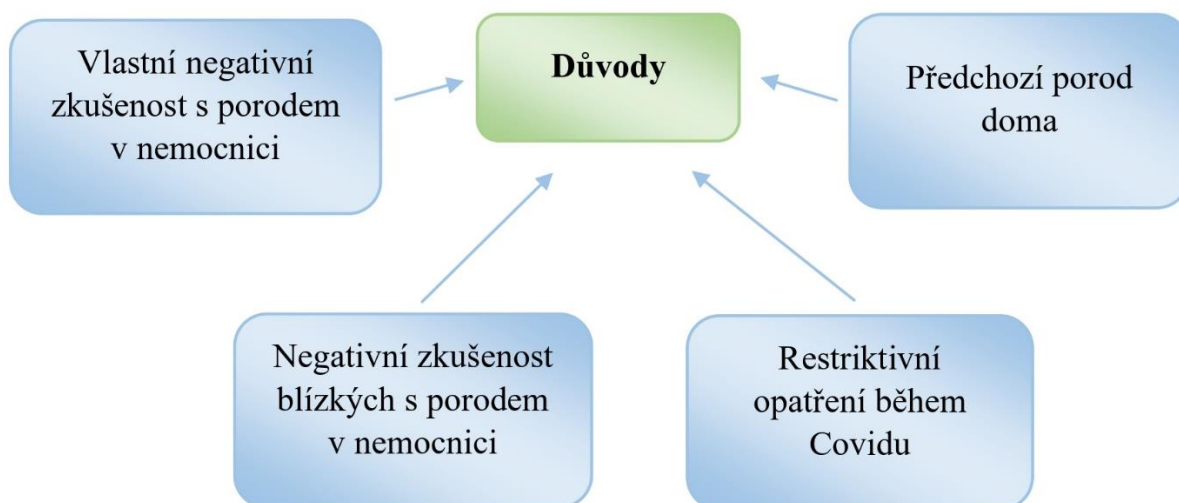 Vlastní negativní
zkušenost s porodem
v nemocnici
Důvody
Předchozí porod
doma
Negativní zkušenost
blízkých s porodem
v nemocnici
Restriktivní
opatření během
Covidu